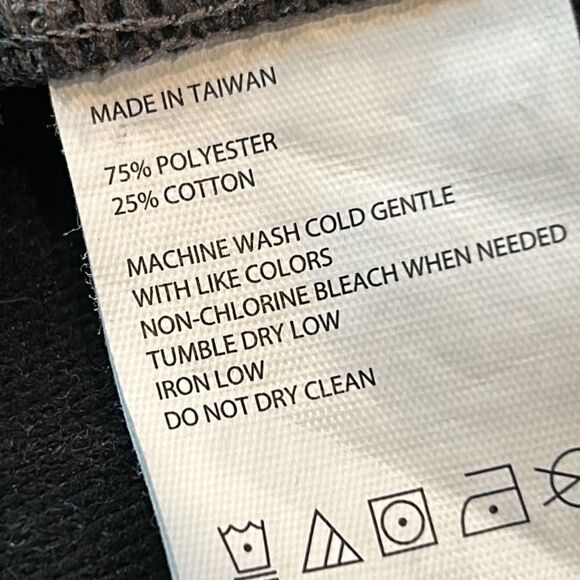 MADE IN TAIWAN
75% POLYESTER
25% COTTON
MACHINE WASH COLD GENTLE
WITH LIKE COLORS
NON-CHLORINE BLEACH WHEN NEEDED
TUMBLE DRY LOW
IRON LOW
DO NOT DRY CLEAN